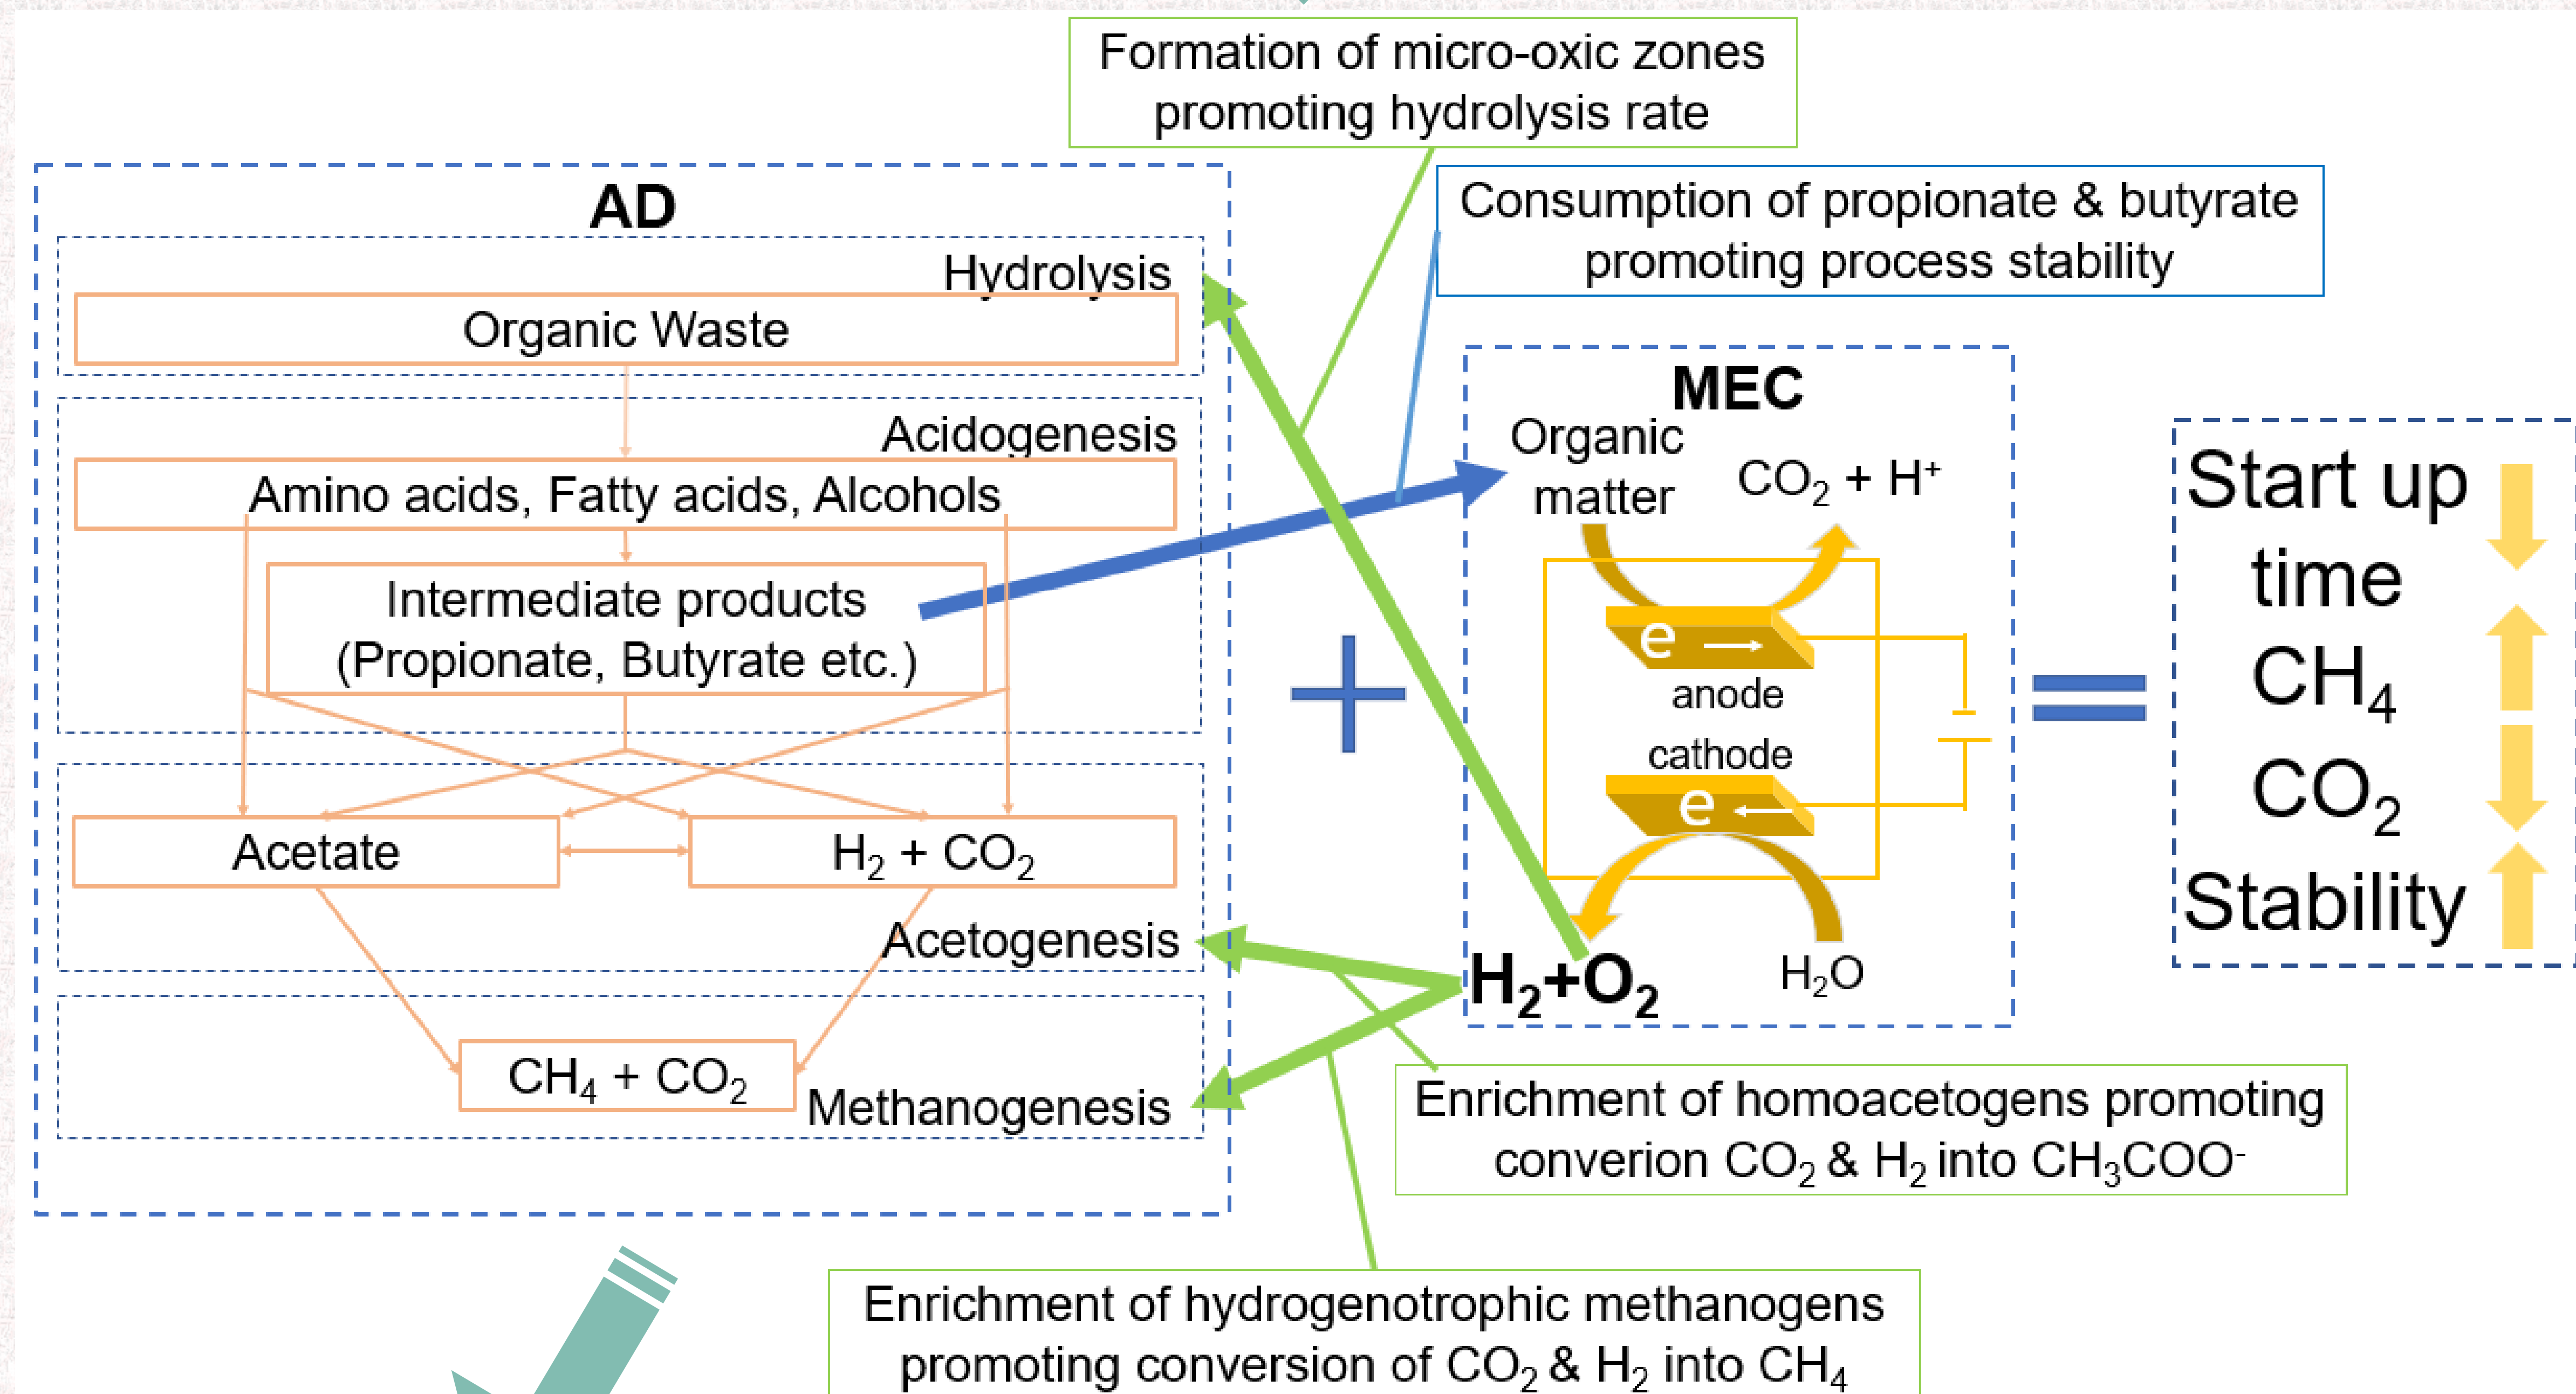 Formation of micro-oxic zones
promoting hydrolysis rate
Consumption of propionate & butyrate
promoting process stability
AD
Hydrolysis
Organic Waste
Acidogenesis
Amino acids, Fatty acids, Alcohols
Intermediate products
(Propionate, Butyrate etc.)
Acetate
H₂ + CO₂
Acetogenesis
CH₄ + CO₂
Methanogenesis
+
MEC
Organic
matter
CO₂ + H⁺
e →
anode
cathode
e ←
H₂+O₂
H₂O
=
Start up
time
CH₄
CO₂
Stability
Enrichment of homoacetogens promoting
converion CO₂ & H₂ into CH₃COO⁻
Enrichment of hydrogenotrophic methanogens
promoting conversion of CO₂ & H₂ into CH₄